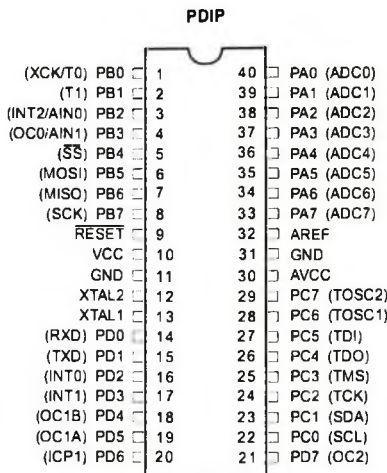 PDIP
(XCK/T0) PB0 1 40 PA0 (ADC0)
(T1) PB1 2 39 PA1 (ADC1)
(INT2/AIN0) PB2 3 38 PA2 (ADC2)
(OC0/AIN1) PB3 4 37 PA3 (ADC3)
(SS) PB4 5 36 PA4 (ADC4)
(MOSI) PB5 6 35 PA5 (ADC5)
(MISO) PB6 7 34 PA6 (ADC6)
(SCK) PB7 8 33 PA7 (ADC7)
RESET 9 32 AREF
VCC 10 31 GND
GND 11 30 AVCC
XTAL2 12 29 PC7 (TOSC2)
XTAL1 13 28 PC6 (TOSC1)
(RXD) PD0 14 27 PC5 (TDI)
(TXD) PD1 15 26 PC4 (TDO)
(INT0) PD2 16 25 PC3 (TMS)
(INT1) PD3 17 24 PC2 (TCK)
(OC1B) PD4 18 23 PC1 (SDA)
(OC1A) PD5 19 22 PC0 (SCL)
(ICP1) PD6 20 21 PD7 (OC2)